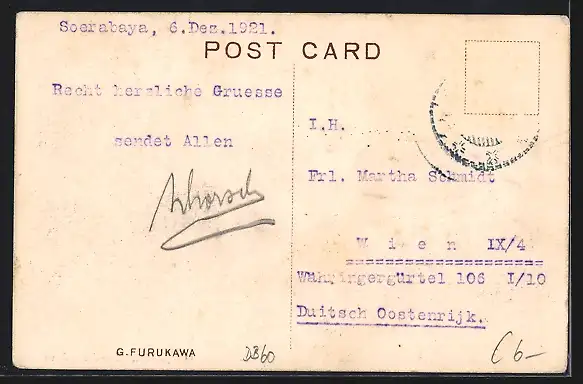 Soerabaya, 6.Dez.1921.
POST CARD
Recht herzliche Gruesse
sendet Allen
I.H.
Frl. Martha Schmidt
W i e n IX/4
Währingergürtel 106 I/10
Duitsch Oostenrijk.
G.FURUKAWA
DB60
C6-